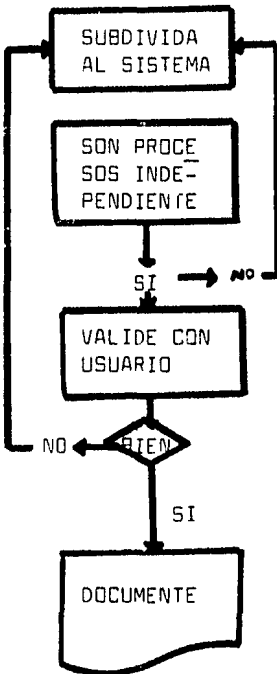 SUBDIVIDA
AL SISTEMA
SON PROCE
SOS INDE-
PENDIENTE
SI
NO
VALIDE CON
USUARIO
NO
BIEN
SI
DOCUMENTE